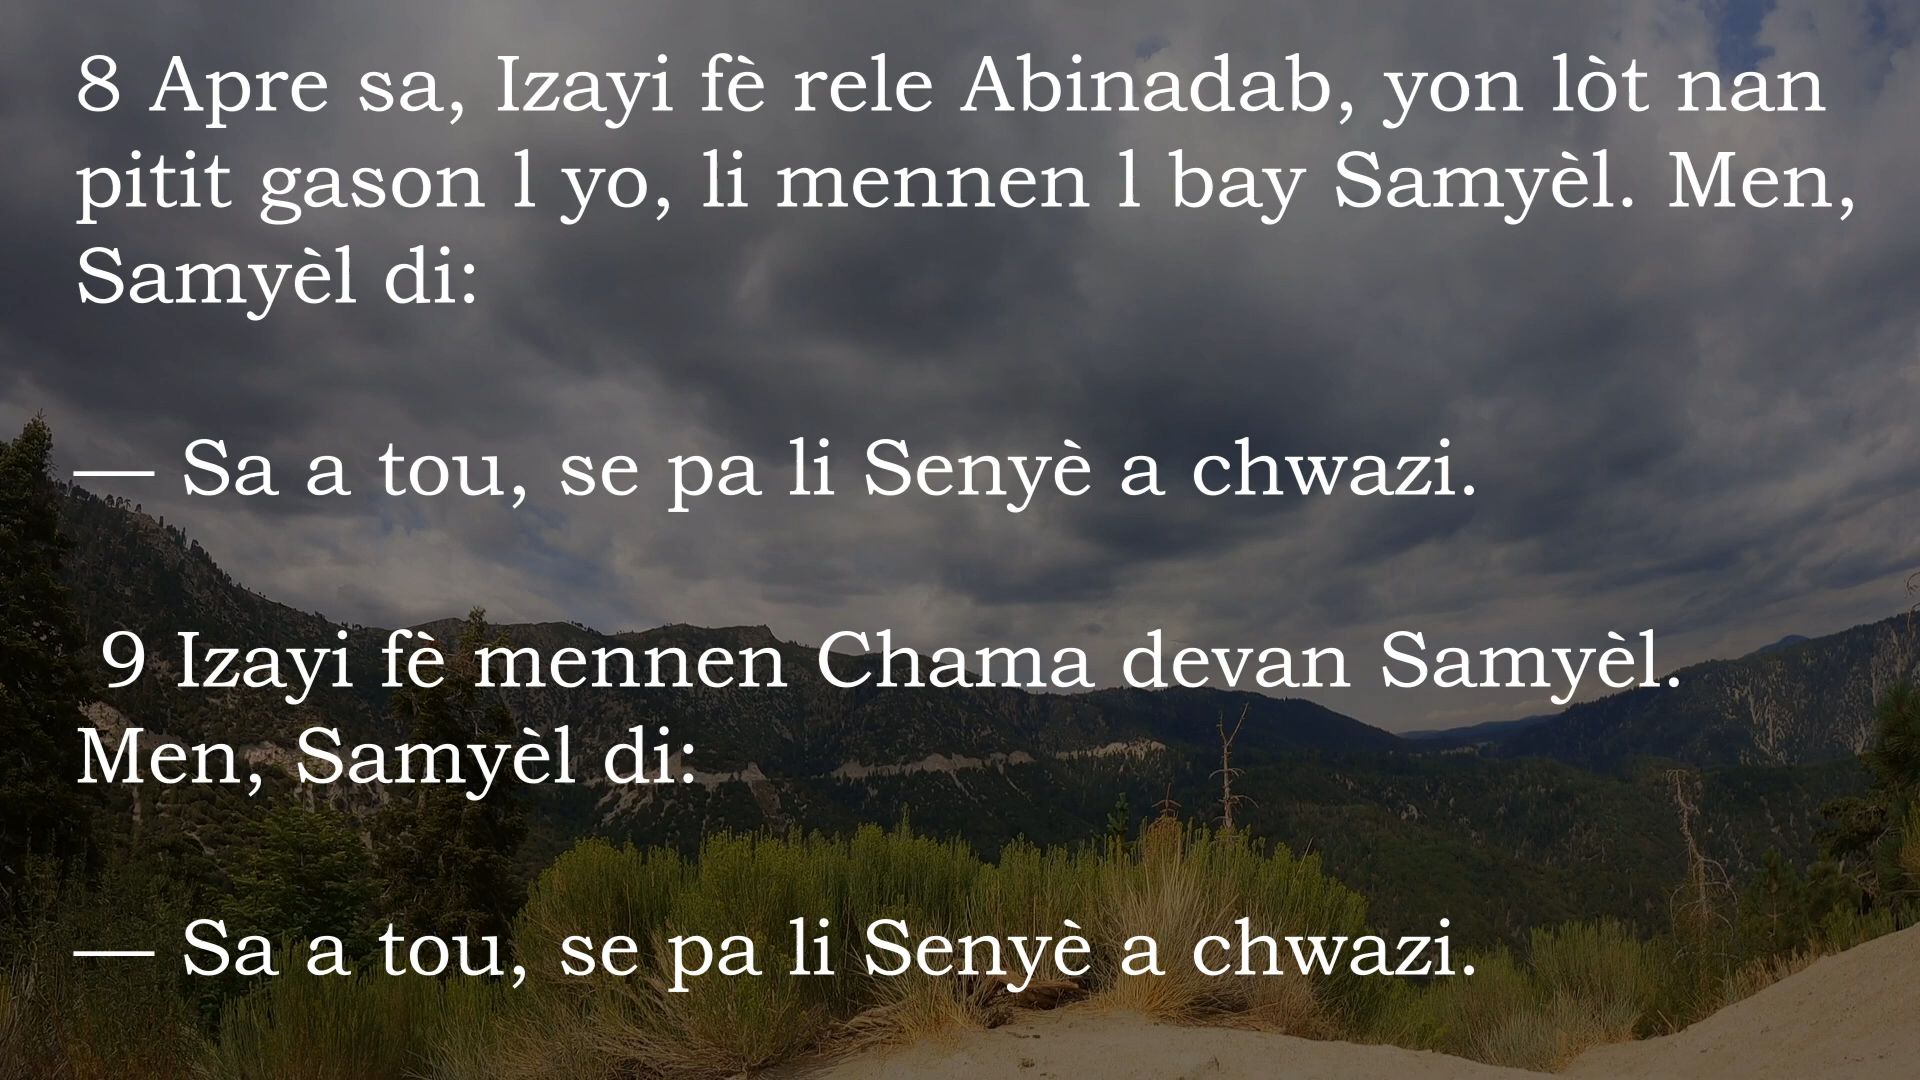 8 Apre sa, Izayi fè rele Abinadab, yon lòt nan
pitit gason l yo, li mennen l bay Samyèl. Men,
Samyèl di:
— Sa a tou, se pa li Senyè a chwazi.
9 Izayi fè mennen Chama devan Samyèl.
Men, Samyèl di:
— Sa a tou, se pa li Senyè a chwazi.